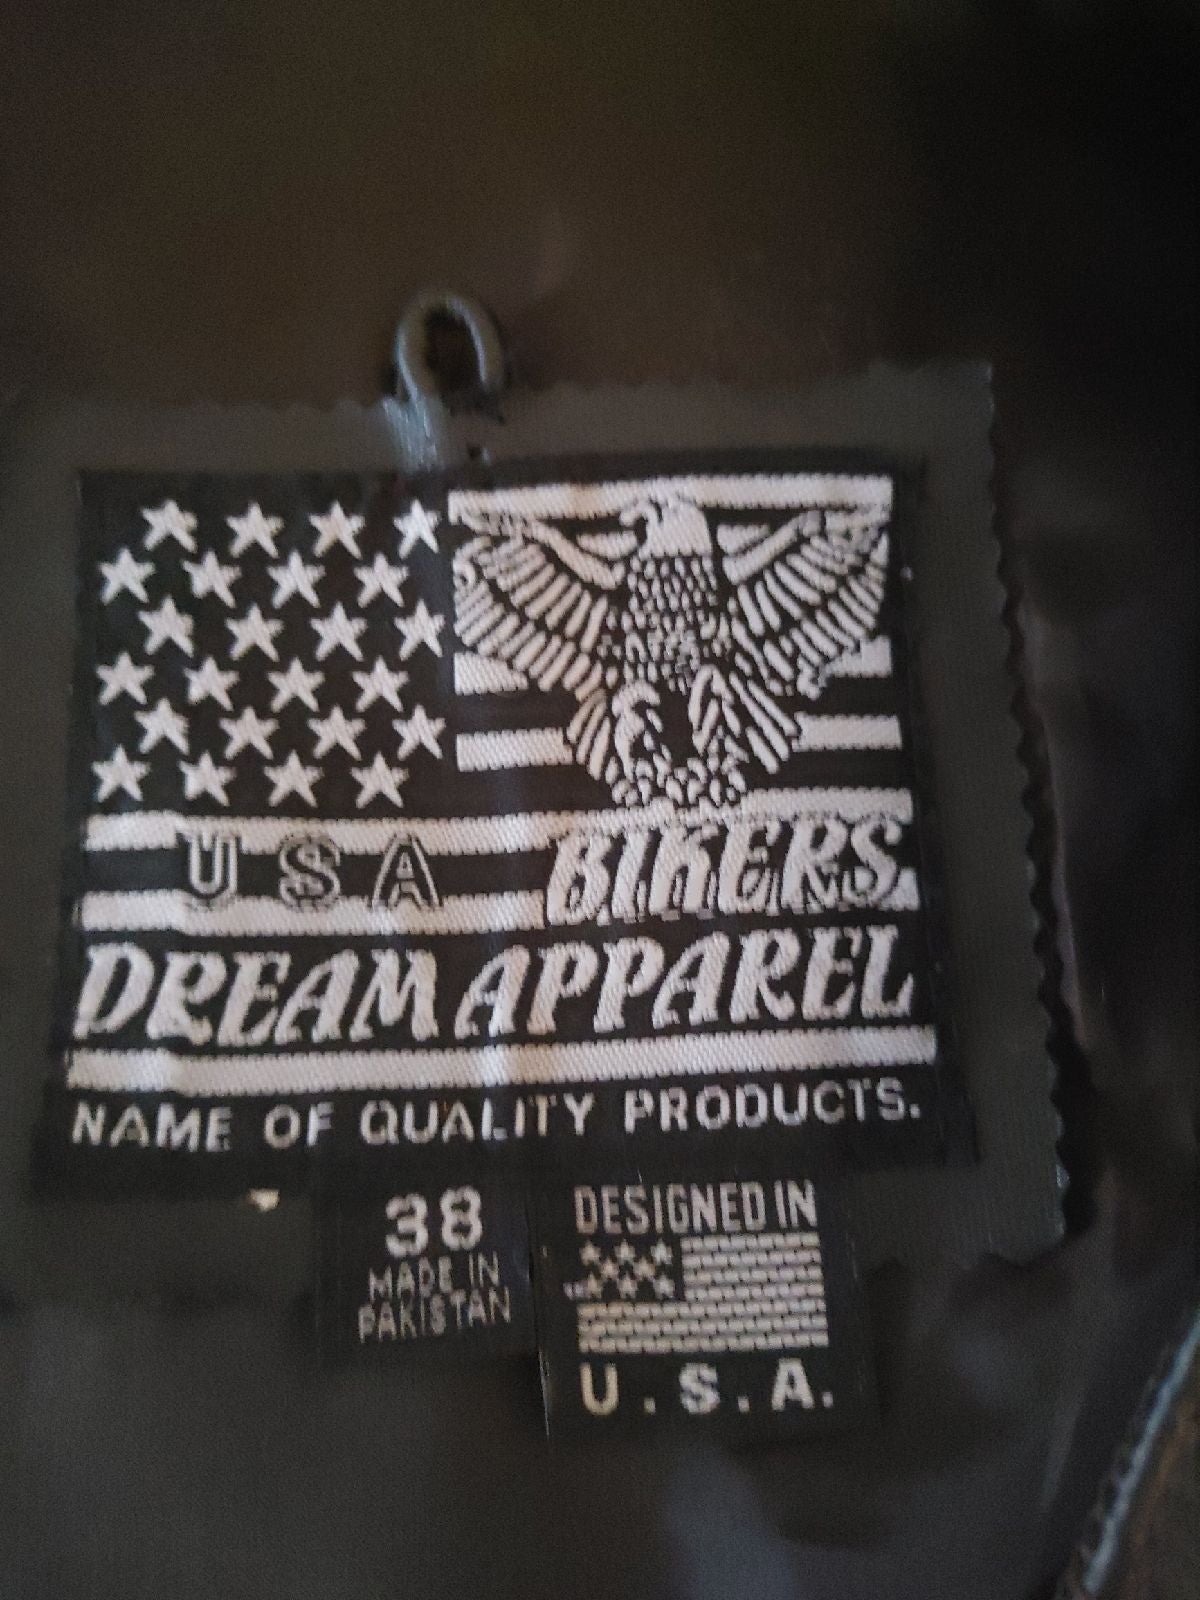 USA BIKERS
DREAM APPAREL
NAME OF QUALITY PRODUCTS.
38
MADE IN
PAKISTAN
DESIGNED IN
U.S.A.